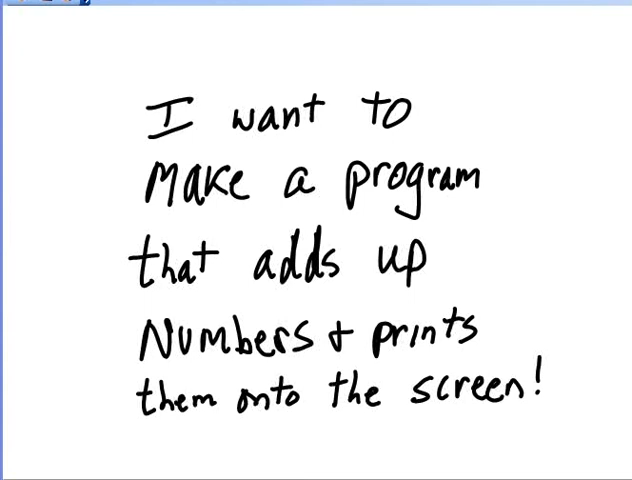 I want to
make a program
that adds up
Numbers & prints
them onto the screen!